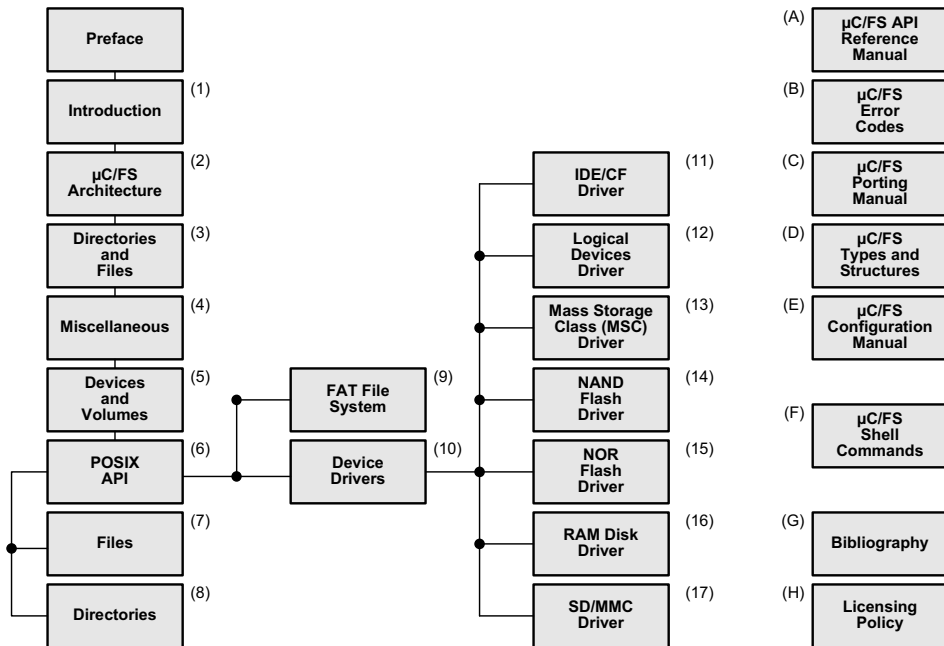 Preface
(1)
Introduction
(2)
µC/FS
Architecture
(3)
Directories
and
Files
(4)
Miscellaneous
(5)
Devices
and
Volumes
(6)
POSIX
API
(7)
Files
(8)
Directories
(9)
FAT File
System
(10)
Device
Drivers
(11)
IDE/CF
Driver
(12)
Logical
Devices
Driver
(13)
Mass Storage
Class (MSC)
Driver
(14)
NAND
Flash
Driver
(15)
NOR
Flash
Driver
(16)
RAM Disk
Driver
(17)
SD/MMC
Driver
(A)
µC/FS API
Reference
Manual
(B)
µC/FS
Error
Codes
(C)
µC/FS
Porting
Manual
(D)
µC/FS
Types and
Structures
(E)
µC/FS
Configuration
Manual
(F)
µC/FS
Shell
Commands
(G)
Bibliography
(H)
Licensing
Policy